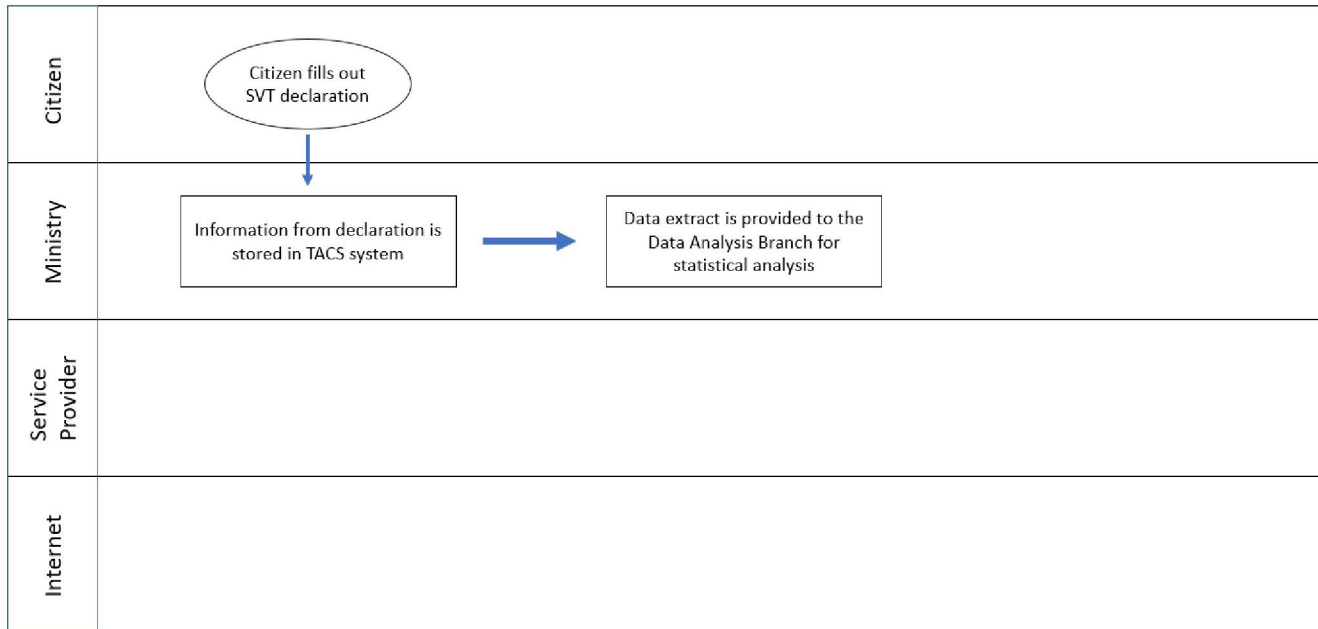 Citizen
Citizen fills out
SVT declaration
Ministry
Information from declaration is
stored in TACS system
Data extract is provided to the
Data Analysis Branch for
statistical analysis
Service
Provider
Internet